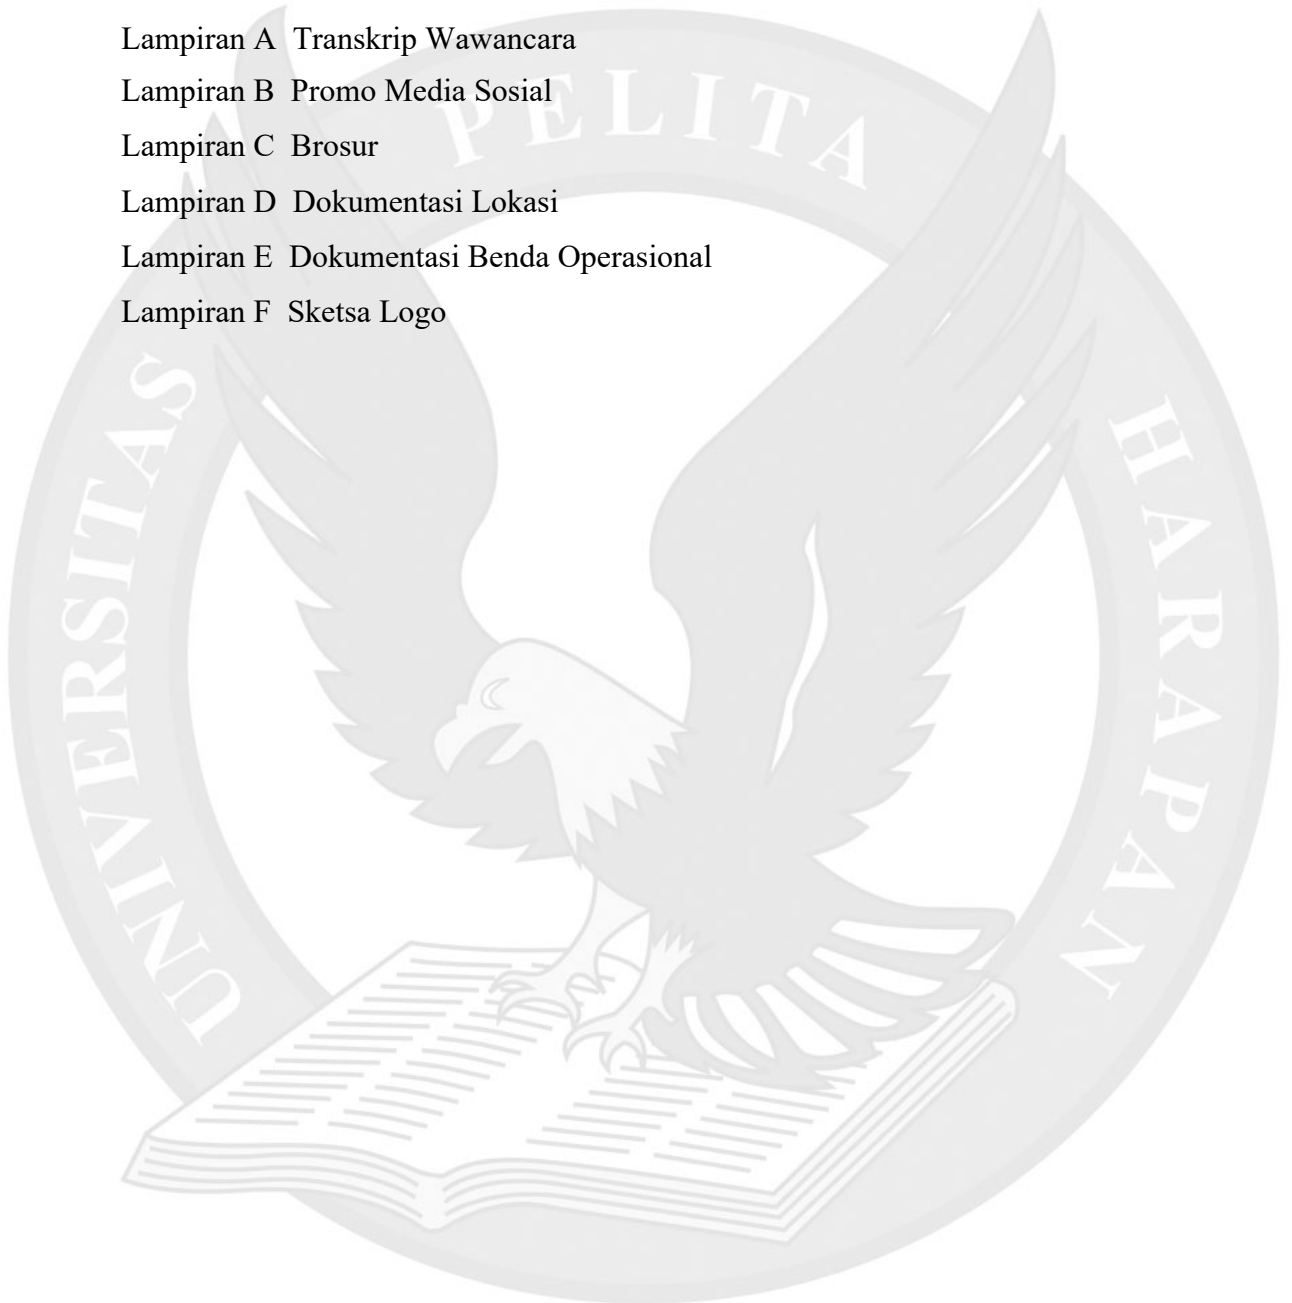 Lampiran A Transkrip Wawancara
Lampiran B Promo Media Sosial
Lampiran C Brosur
Lampiran D Dokumentasi Lokasi
Lampiran E Dokumentasi Benda Operasional
Lampiran F Sketsa Logo
UNIVERSITAS PELITA HARAPAN